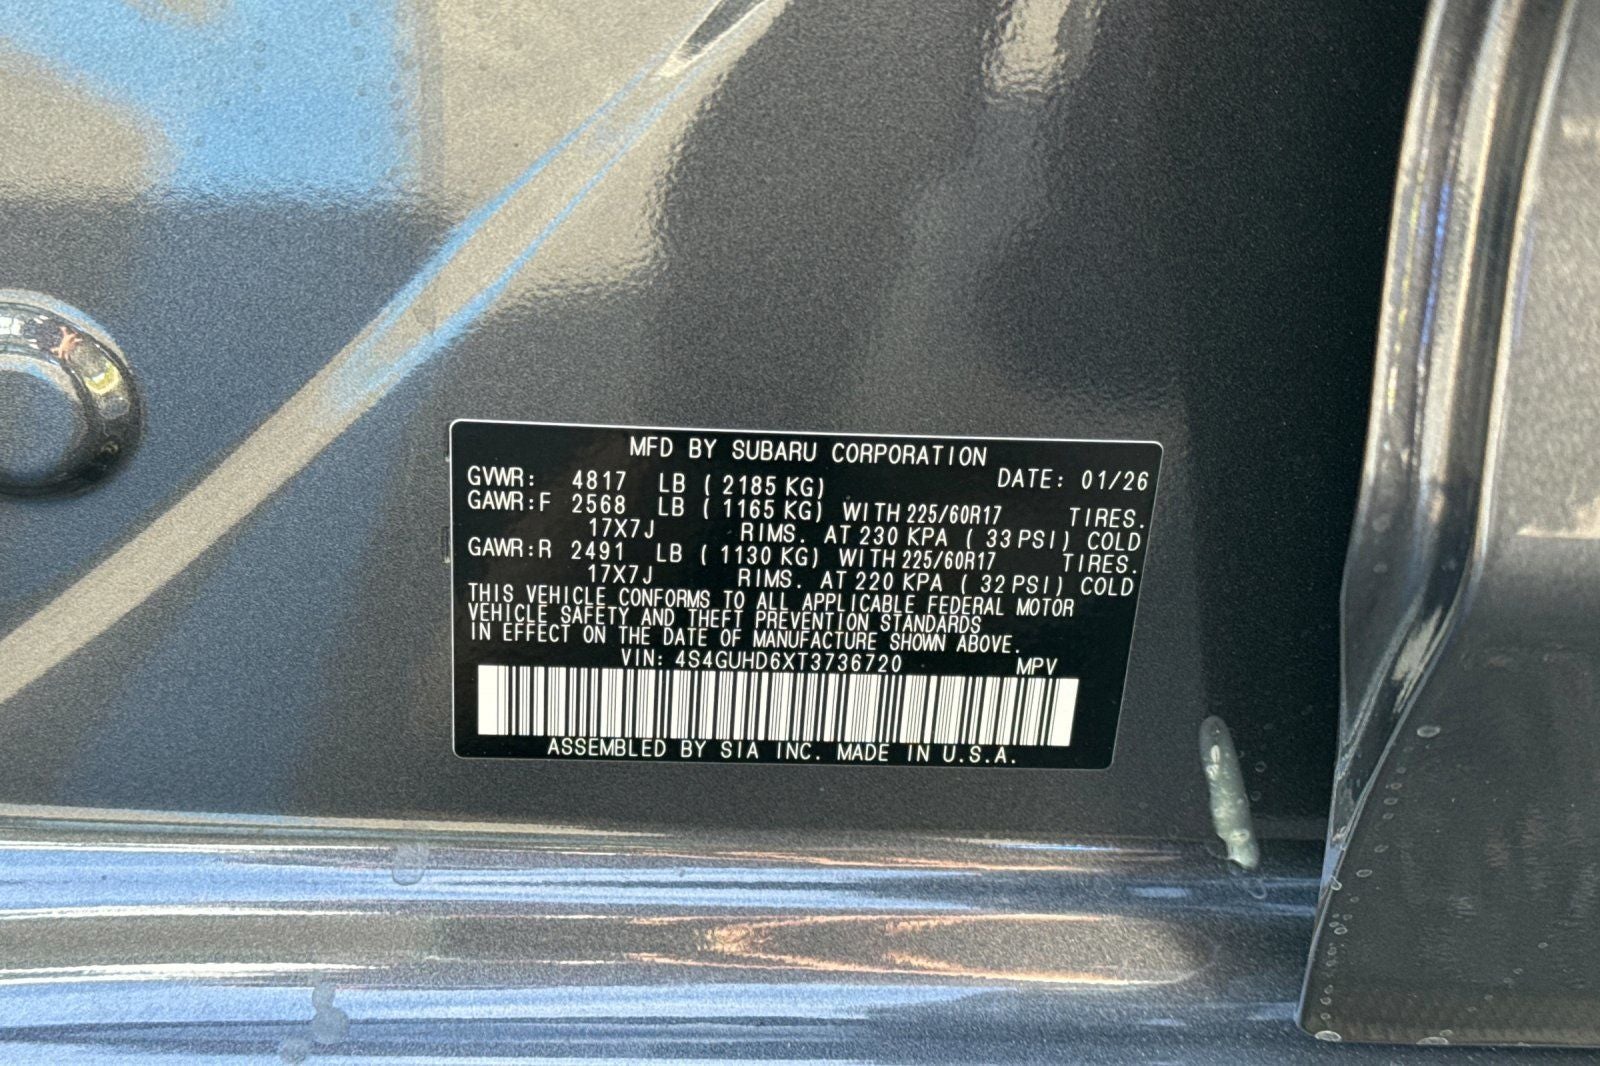 MFD BY SUBARU CORPORATION
GVWR: 4817 LB ( 2185 KG) DATE: 01/26
GAWR:F 2568 LB ( 1165 KG) WITH 225/60R17 TIRES.
17X7J RIMS. AT 230 KPA ( 33 PSI) COLD
GAWR:R 2491 LB ( 1130 KG) WITH 225/60R17 TIRES.
17X7J RIMS. AT 220 KPA ( 32 PSI) COLD
THIS VEHICLE CONFORMS TO ALL APPLICABLE FEDERAL MOTOR
VEHICLE SAFETY AND THEFT PREVENTION STANDARDS
IN EFFECT ON THE DATE OF MANUFACTURE SHOWN ABOVE.
VIN: 4S4GUHD6XT3736720 MPV
ASSEMBLED BY SIA INC. MADE IN U.S.A.